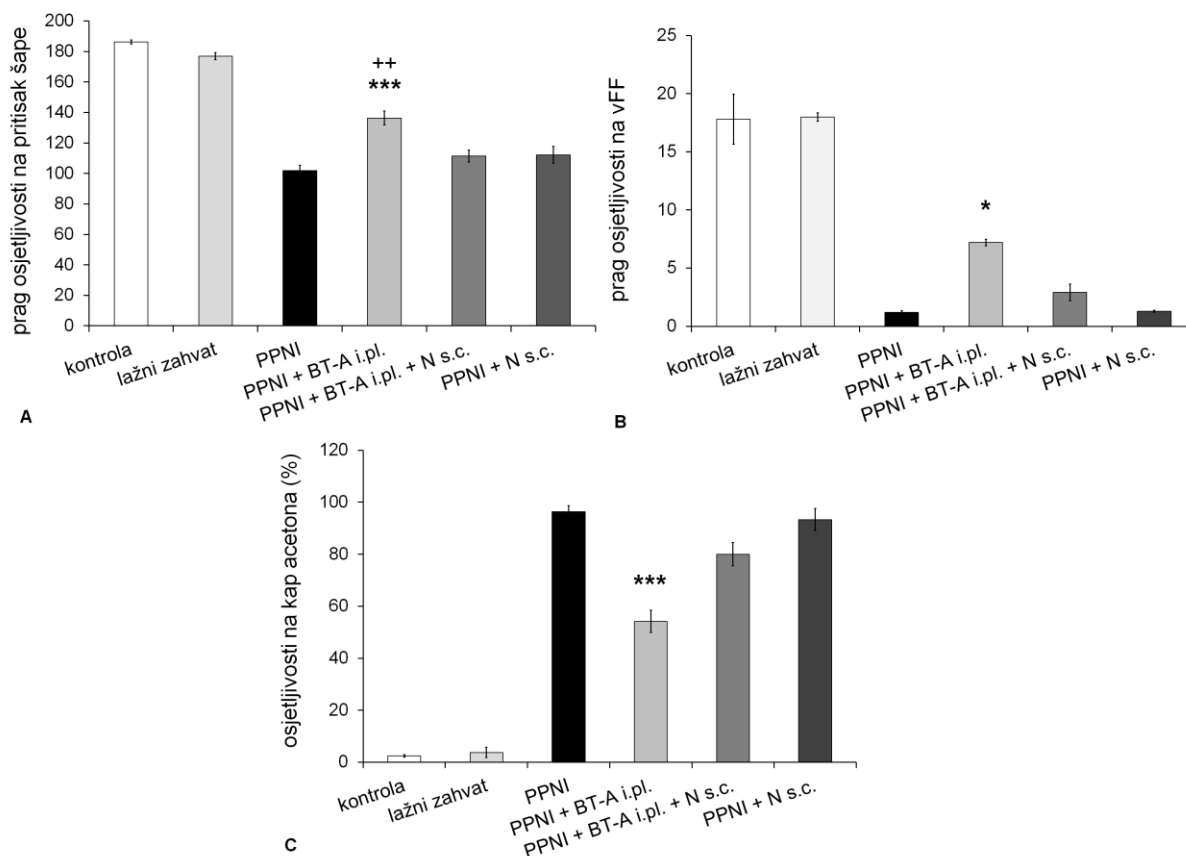 prag osjetljivosti na pritisak šape
200
180
160
140
120
100
80
60
40
20
0
++
***
kontrola
lažni zahvat
PPNI
PPNI + BT-A i.pl.
PPNI + BT-A i.pl. + N s.c.
PPNI + N s.c.
A
prag osjetljivosti na vFF
25
20
15
10
5
0
*
kontrola
lažni zahvat
PPNI
PPNI + BT-A i.pl.
PPNI + BT-A i.pl. + N s.c.
PPNI + N s.c.
B
osjetljivosti na kap acetona (%)
120
100
80
60
40
20
0
***
kontrola
lažni zahvat
PPNI
PPNI + BT-A i.pl.
PPNI + BT-A i.pl. + N s.c.
PPNI + N s.c.
C